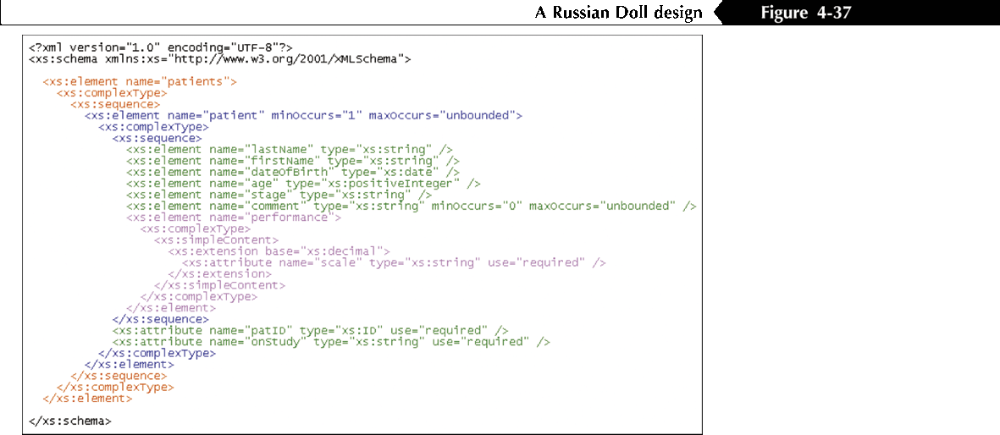 A Russian Doll design Figure 4-37
<?xml version="1.0" encoding="UTF-8"?>
<xs:schema xmlns:xs="http://www.w3.org/2001/XMLSchema">
<xs:element name="patients">
<xs:complexType>
<xs:sequence>
<xs:element name="patient" minOccurs="1" maxOccurs="unbounded">
<xs:complexType>
<xs:sequence>
<xs:element name="lastName" type="xs:string" />
<xs:element name="firstName" type="xs:string" />
<xs:element name="dateOfBirth" type="xs:date" />
<xs:element name="age" type="xs:positiveInteger" />
<xs:element name="stage" type="xs:string" />
<xs:element name="comment" type="xs:string" minOccurs="0" maxOccurs="unbounded" />
<xs:element name="performance">
<xs:complexType>
<xs:simpleContent>
<xs:extension base="xs:decimal">
<xs:attribute name="scale" type="xs:string" use="required" />
</xs:extension>
</xs:simpleContent>
</xs:complexType>
</xs:element>
</xs:sequence>
<xs:attribute name="patID" type="xs:ID" use="required" />
<xs:attribute name="onStudy" type="xs:string" use="required" />
</xs:complexType>
</xs:element>
</xs:sequence>
</xs:complexType>
</xs:element>
</xs:schema>